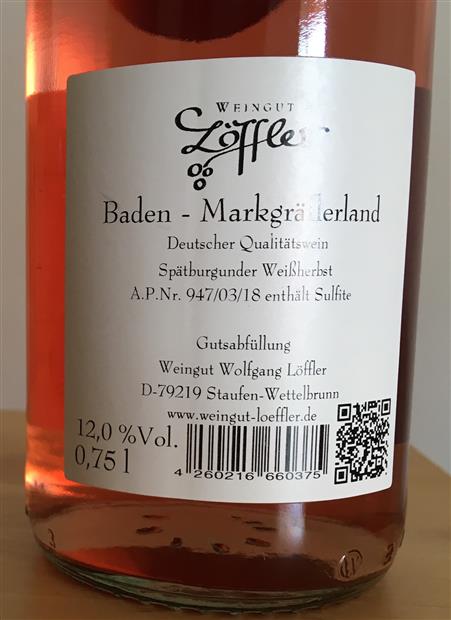 WEINGUT
Löffler
Baden - Markgräflerland
Deutscher Qualitätswein
Spätburgunder Weißherbst
A.P.Nr. 947/03/18 enthält Sulfite
Gutsabfüllung
Weingut Wolfgang Löffler
D-79219 Staufen-Wettelbrunn
www.weingut-loeffler.de
12,0 %Vol.
0,75 l
4 260216 660375